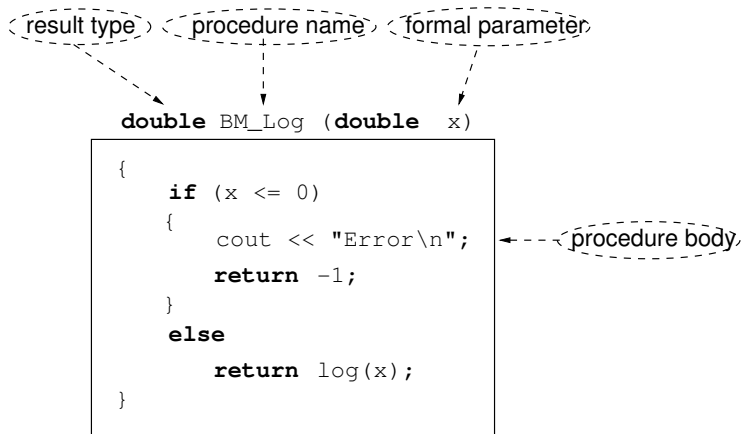 result type procedure name formal parameter
double BM_Log (double x)
{
if (x <= 0)
{
cout << "Error\n";
procedure body
return -1;
}
else
return log(x);
}